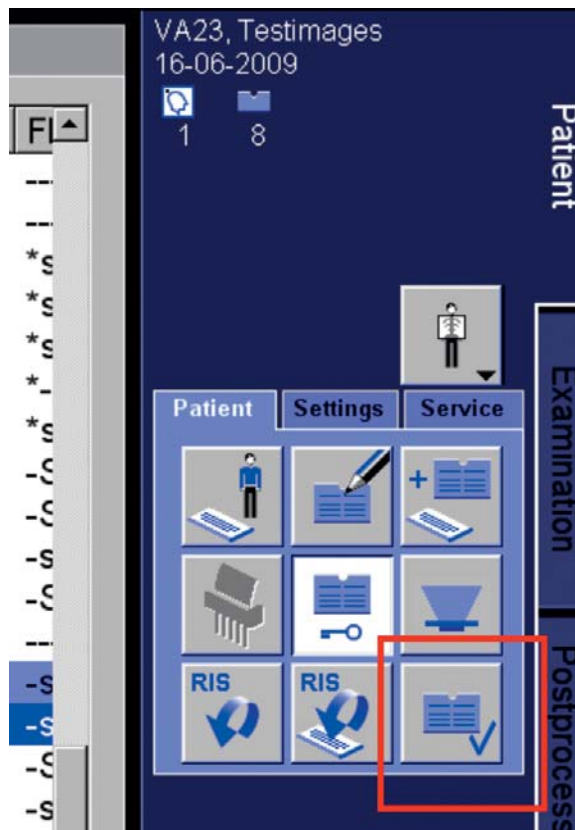 VA23, Testimages
16-06-2009
1 8
Patient
Patient Settings Service
RIS RIS
Examination
Postprocess
---
---
*s
*s
*s
*-
*s
-S
-S
-s
-S
---
-s
-s
-S
-s